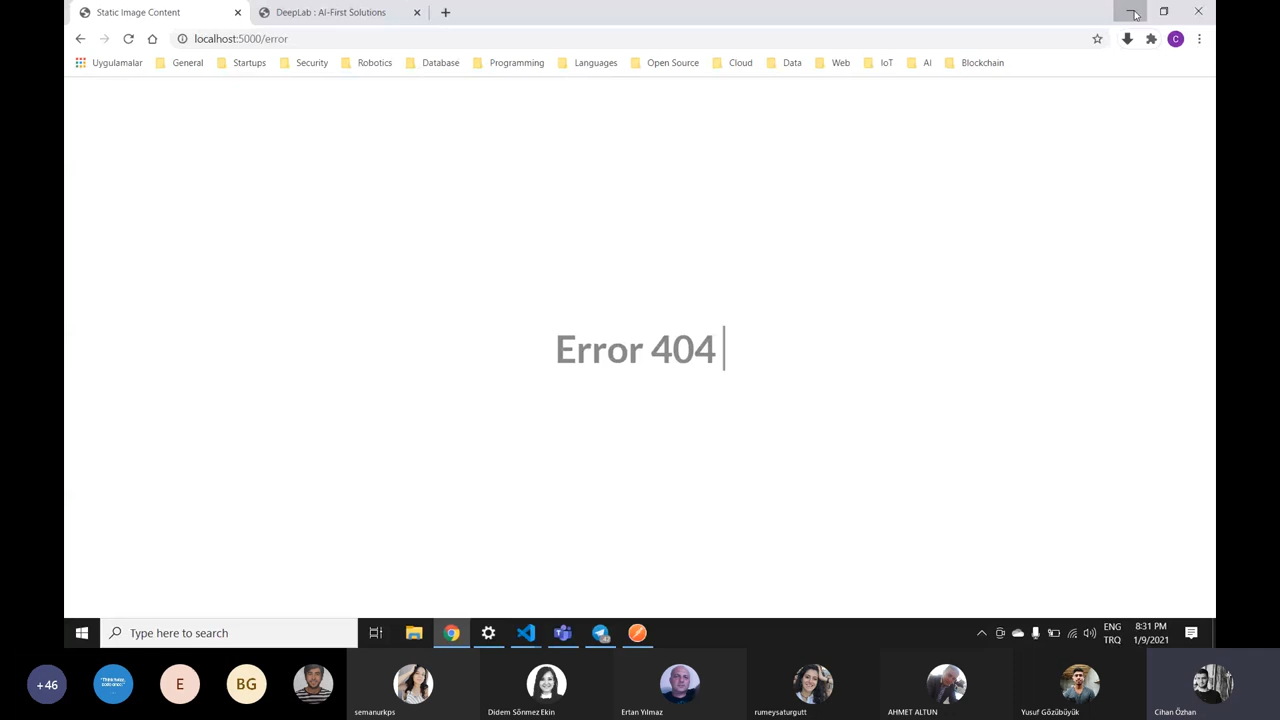 Static Image Content
DeepLab : AI-First Solutions
localhost:5000/error
C
Uygulamalar General Startups Security Robotics Database Programming Languages Open Source Cloud Data Web IoT AI Blockchain
Error 404
Type here to search
ENG
TRQ
8:31 PM
1/9/2021
+46
E
BG
semanurkps
Didem Sönmez Ekin
Ertan Yılmaz
rumeysaturgutt
AHMET ALTUN
Yusuf Gözübüyük
Cihan Özhan